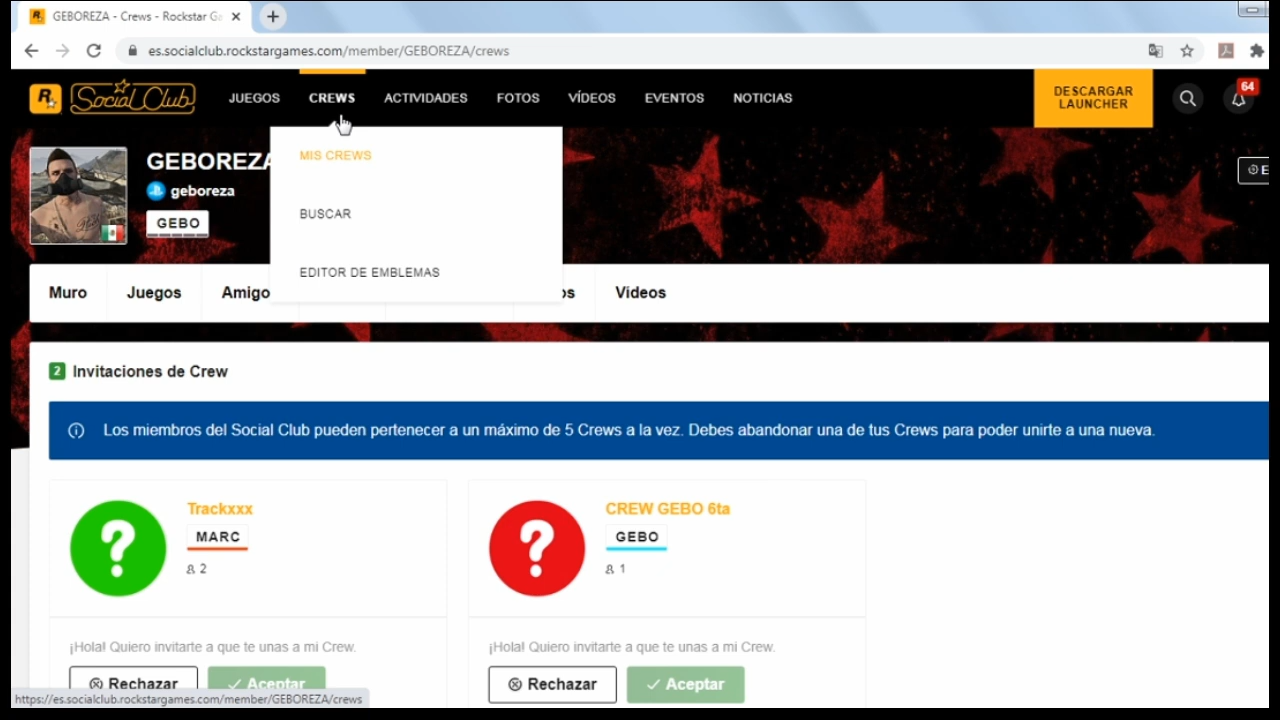 GEBOREZA - Crews - Rockstar Ga
es.socialclub.rockstargames.com/member/GEBOREZA/crews
R Social Club JUEGOS CREWS ACTIVIDADES FOTOS VÍDEOS EVENTOS NOTICIAS DESCARGAR LAUNCHER 64
MIS CREWS
BUSCAR
EDITOR DE EMBLEMAS
GEBOREZA
geboreza
GEBO
Muro Juegos Amigo os Videos
2 Invitaciones de Crew
Los miembros del Social Club pueden pertenecer a un máximo de 5 Crews a la vez. Debes abandonar una de tus Crews para poder unirte a una nueva.
? Trackxxx
MARC
2
? CREW GEBO 6ta
GEBO
1
¡Hola! Quiero invitarte a que te unas a mi Crew.
¡Hola! Quiero invitarte a que te unas a mi Crew.
Rechazar Aceptar
Rechazar Aceptar
https://es.socialclub.rockstargames.com/member/GEBOREZA/crews